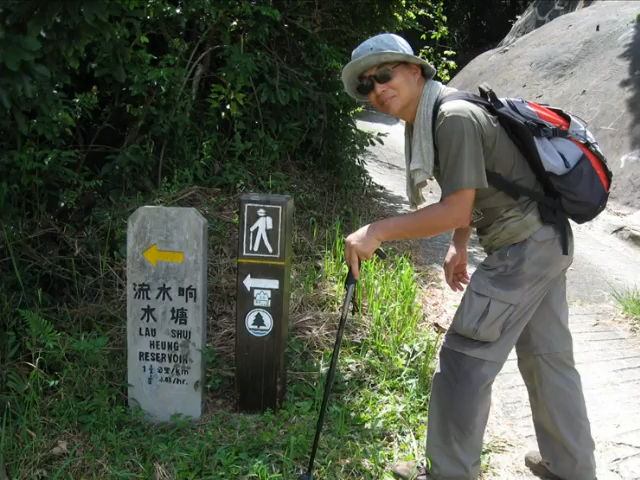 流水响
水塘
LAU SHUI
HEUNG
RESERVOIR